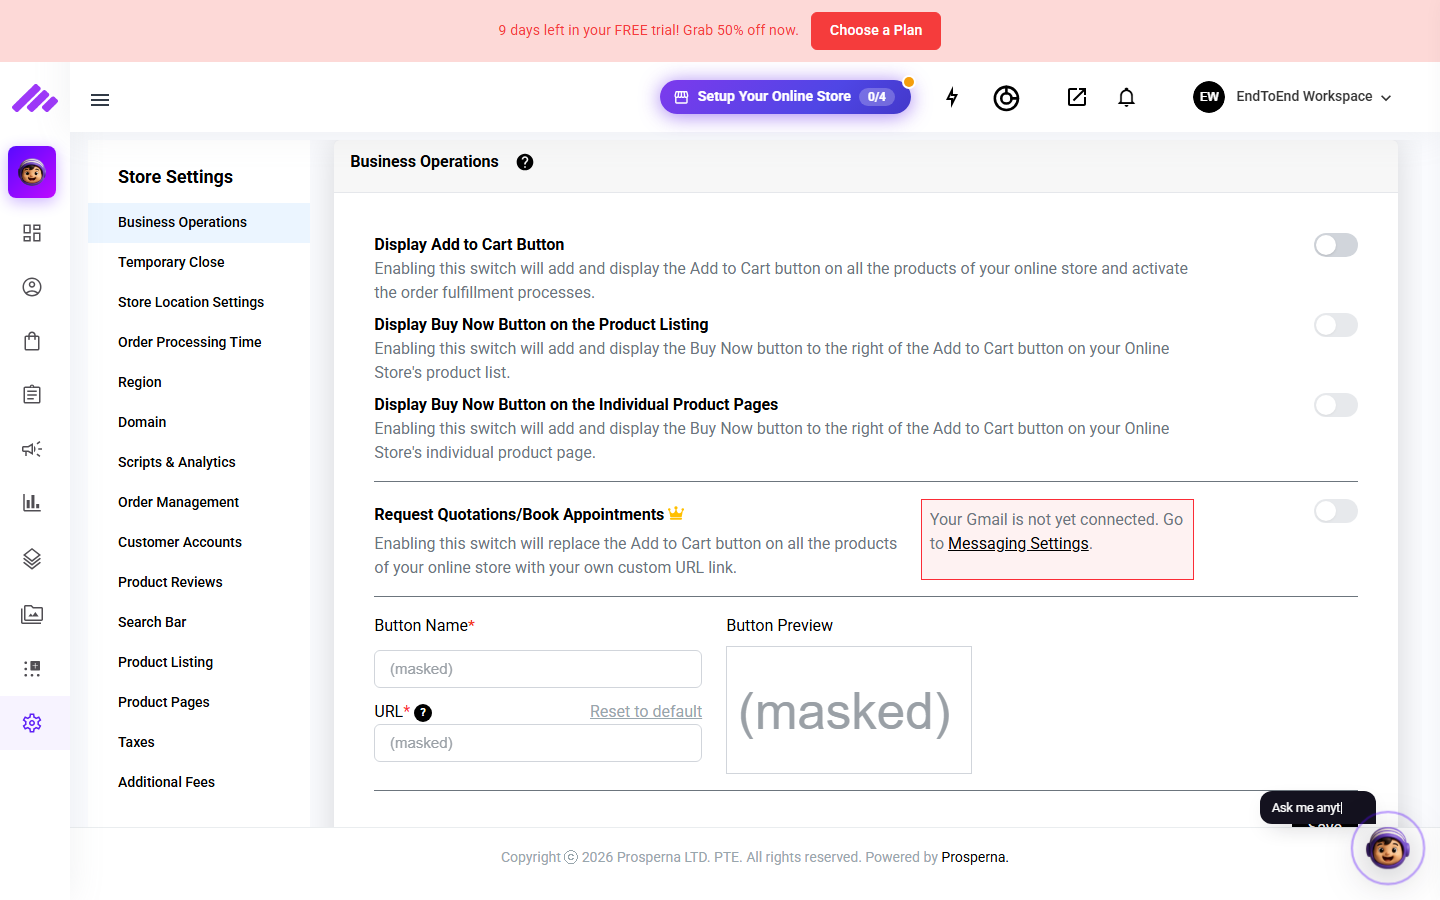 9 days left in your FREE trial! Grab 50% off now.
Choose a Plan
Setup Your Online Store 0/4
EW
EndToEnd Workspace
Store Settings
Business Operations
Temporary Close
Store Location Settings
Order Processing Time
Region
Domain
Scripts & Analytics
Order Management
Customer Accounts
Product Reviews
Search Bar
Product Listing
Product Pages
Taxes
Additional Fees
Business Operations ?
Display Add to Cart Button
Enabling this switch will add and display the Add to Cart button on all the products of your online store and activate
the order fulfillment processes.
Display Buy Now Button on the Product Listing
Enabling this switch will add and display the Buy Now button to the right of the Add to Cart button on your Online
Store's product list.
Display Buy Now Button on the Individual Product Pages
Enabling this switch will add and display the Buy Now button to the right of the Add to Cart button on your Online
Store's individual product page.
Request Quotations/Book Appointments
Enabling this switch will replace the Add to Cart button on all the products
of your online store with your own custom URL link.
Your Gmail is not yet connected. Go
to Messaging Settings.
Button Name*
(masked)
URL* ?
Reset to default
(masked)
Button Preview
(masked)
Ask me anyt
Copyright © 2026 Prosperna LTD. PTE. All rights reserved. Powered by Prosperna.